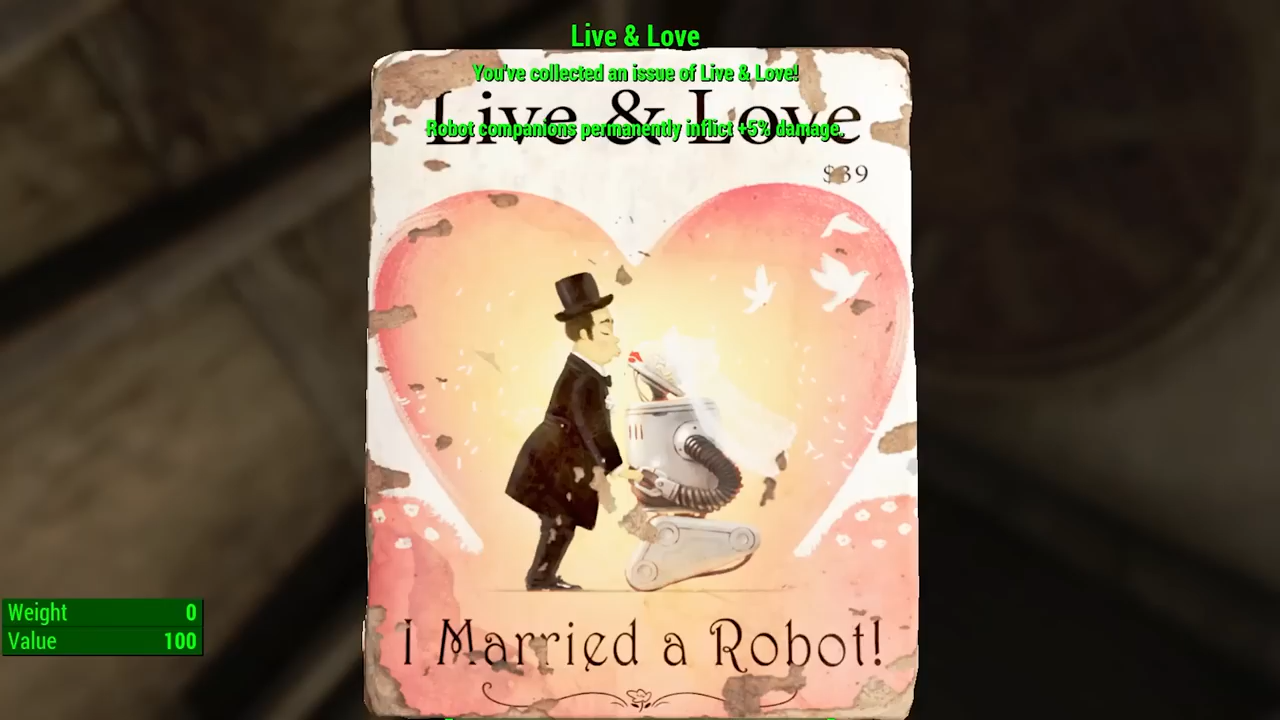 Live & Love
You've collected an issue of Live & Love!
Live & Love
Robot companions permanently inflict +5% damage.
$39
Weight 0
Value 100
I Married a Robot!